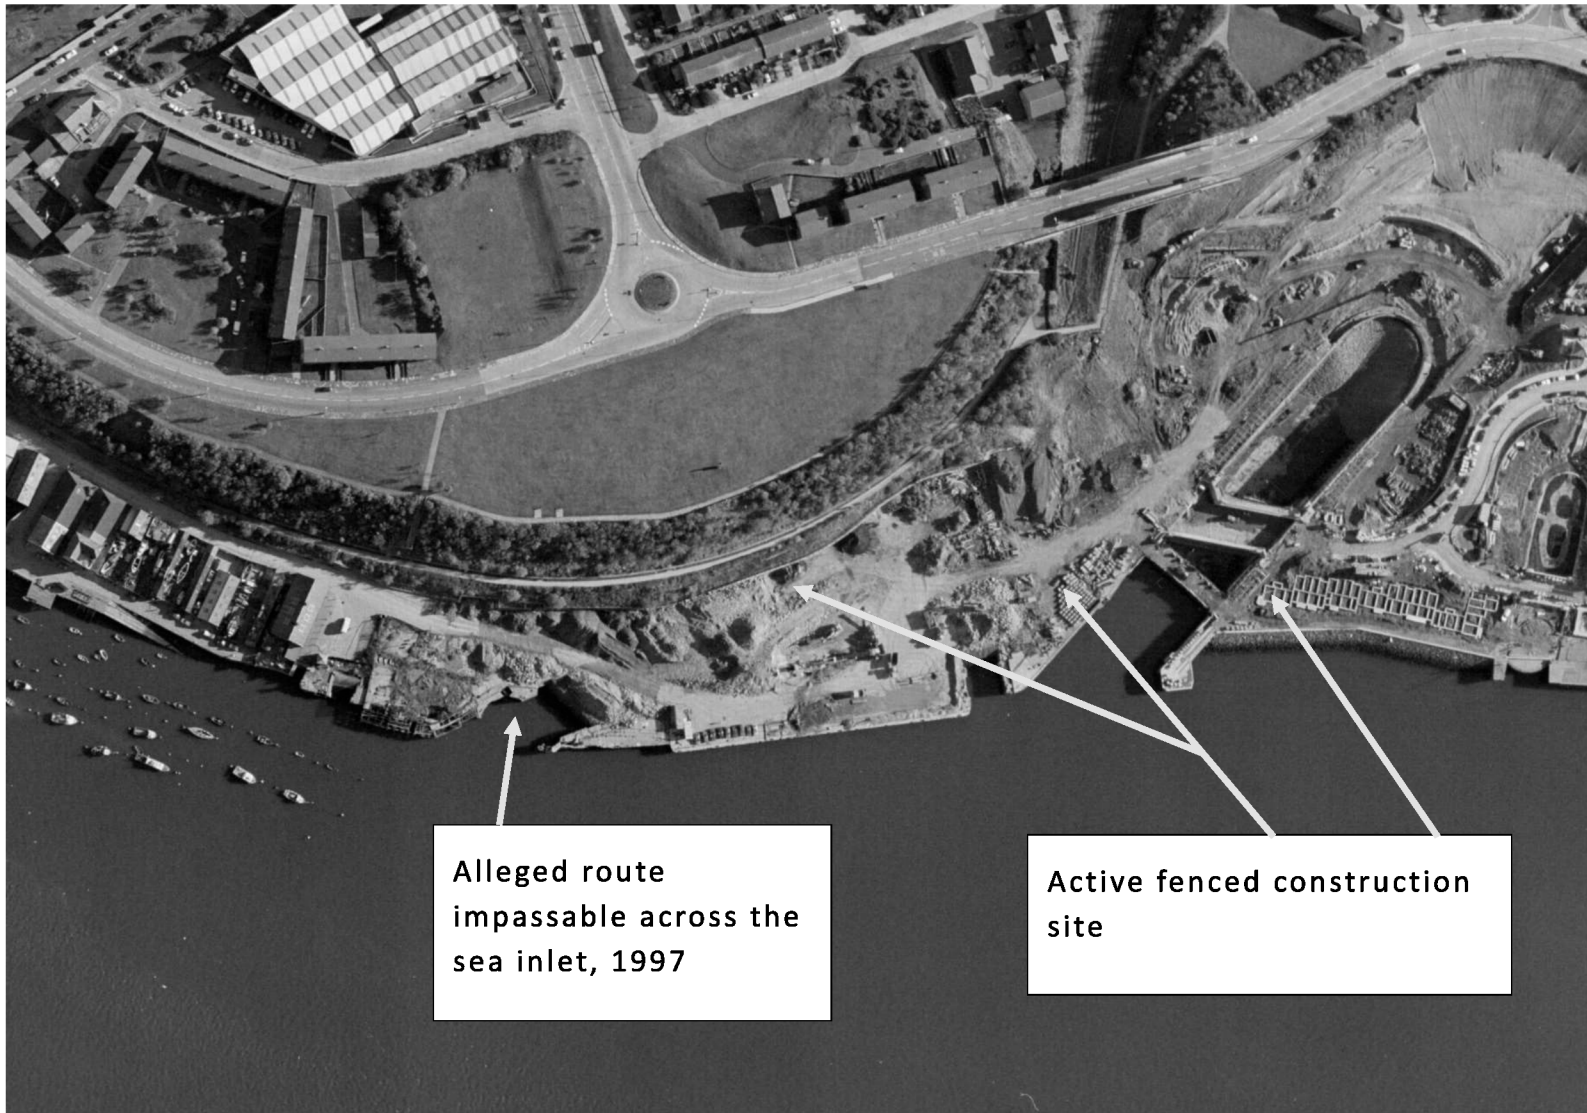 Alleged route
impassable across the
sea inlet, 1997
Active fenced construction
site